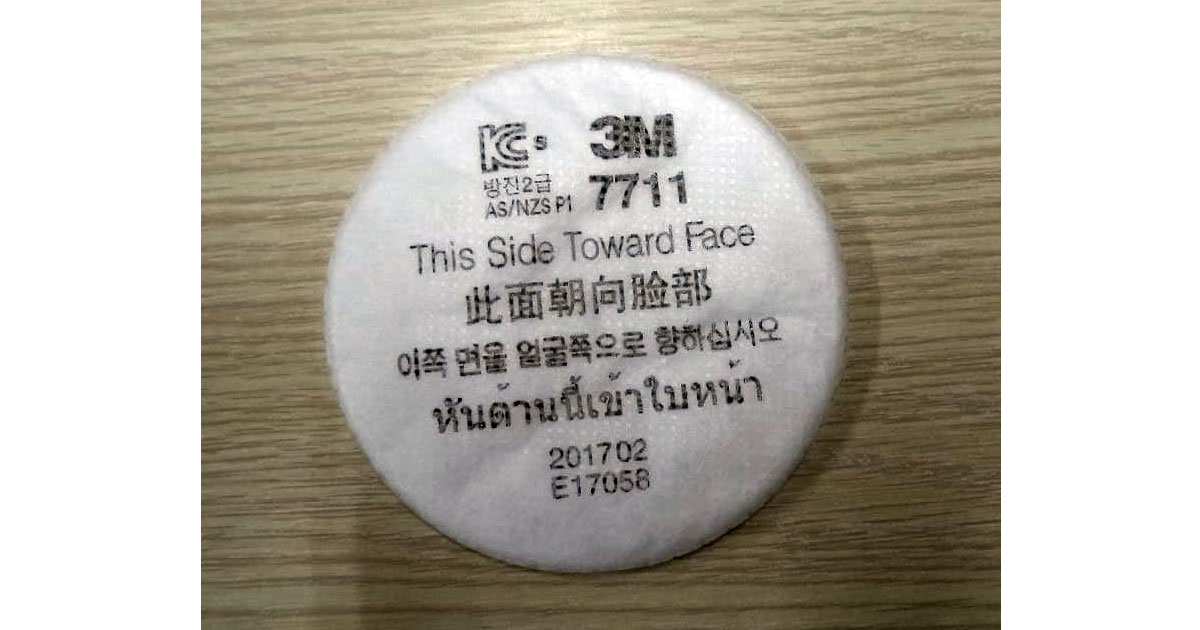 KCs 3M
방진2급 7711
AS/NZS P1
This Side Toward Face
此面朝向脸部
이쪽 면을 얼굴쪽으로 향하십시오
หันด้านนี้เข้าใบหน้า
201702
E17058